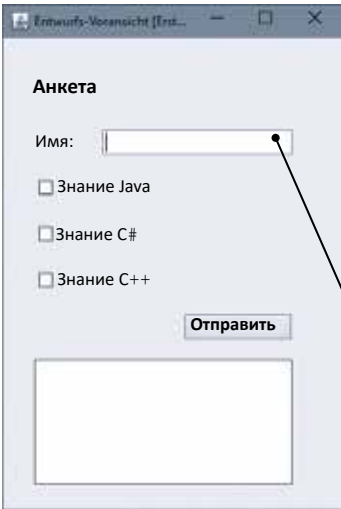 Entwurfs-Voransicht [Erst...
Анкета
Имя:
Знание Java
Знание C#
Знание C++
Отправить